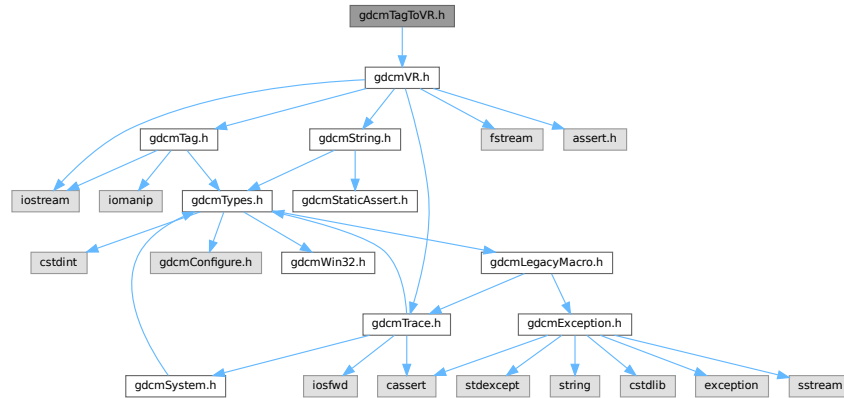 gdcmTagToVR.h
gdcmVR.h
gdcmTag.h
gdcmString.h
fstream
assert.h
iostream
iomanip
gdcmTypes.h
gdcmStaticAssert.h
cstdint
gdcmConfigure.h
gdcmWin32.h
gdcmLegacyMacro.h
gdcmTrace.h
gdcmException.h
gdcmSystem.h
iosfwd
cassert
stdexcept
string
cstdlib
exception
sstream